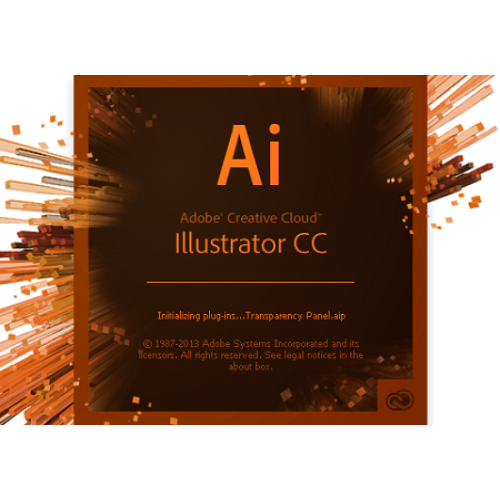 Ai
Adobe® Creative Cloud™
Illustrator CC
Initializing plug-ins...Transparency Panel.aip
© 1987-2013 Adobe Systems Incorporated and its
licensors. All rights reserved. See legal notices in the
about box.